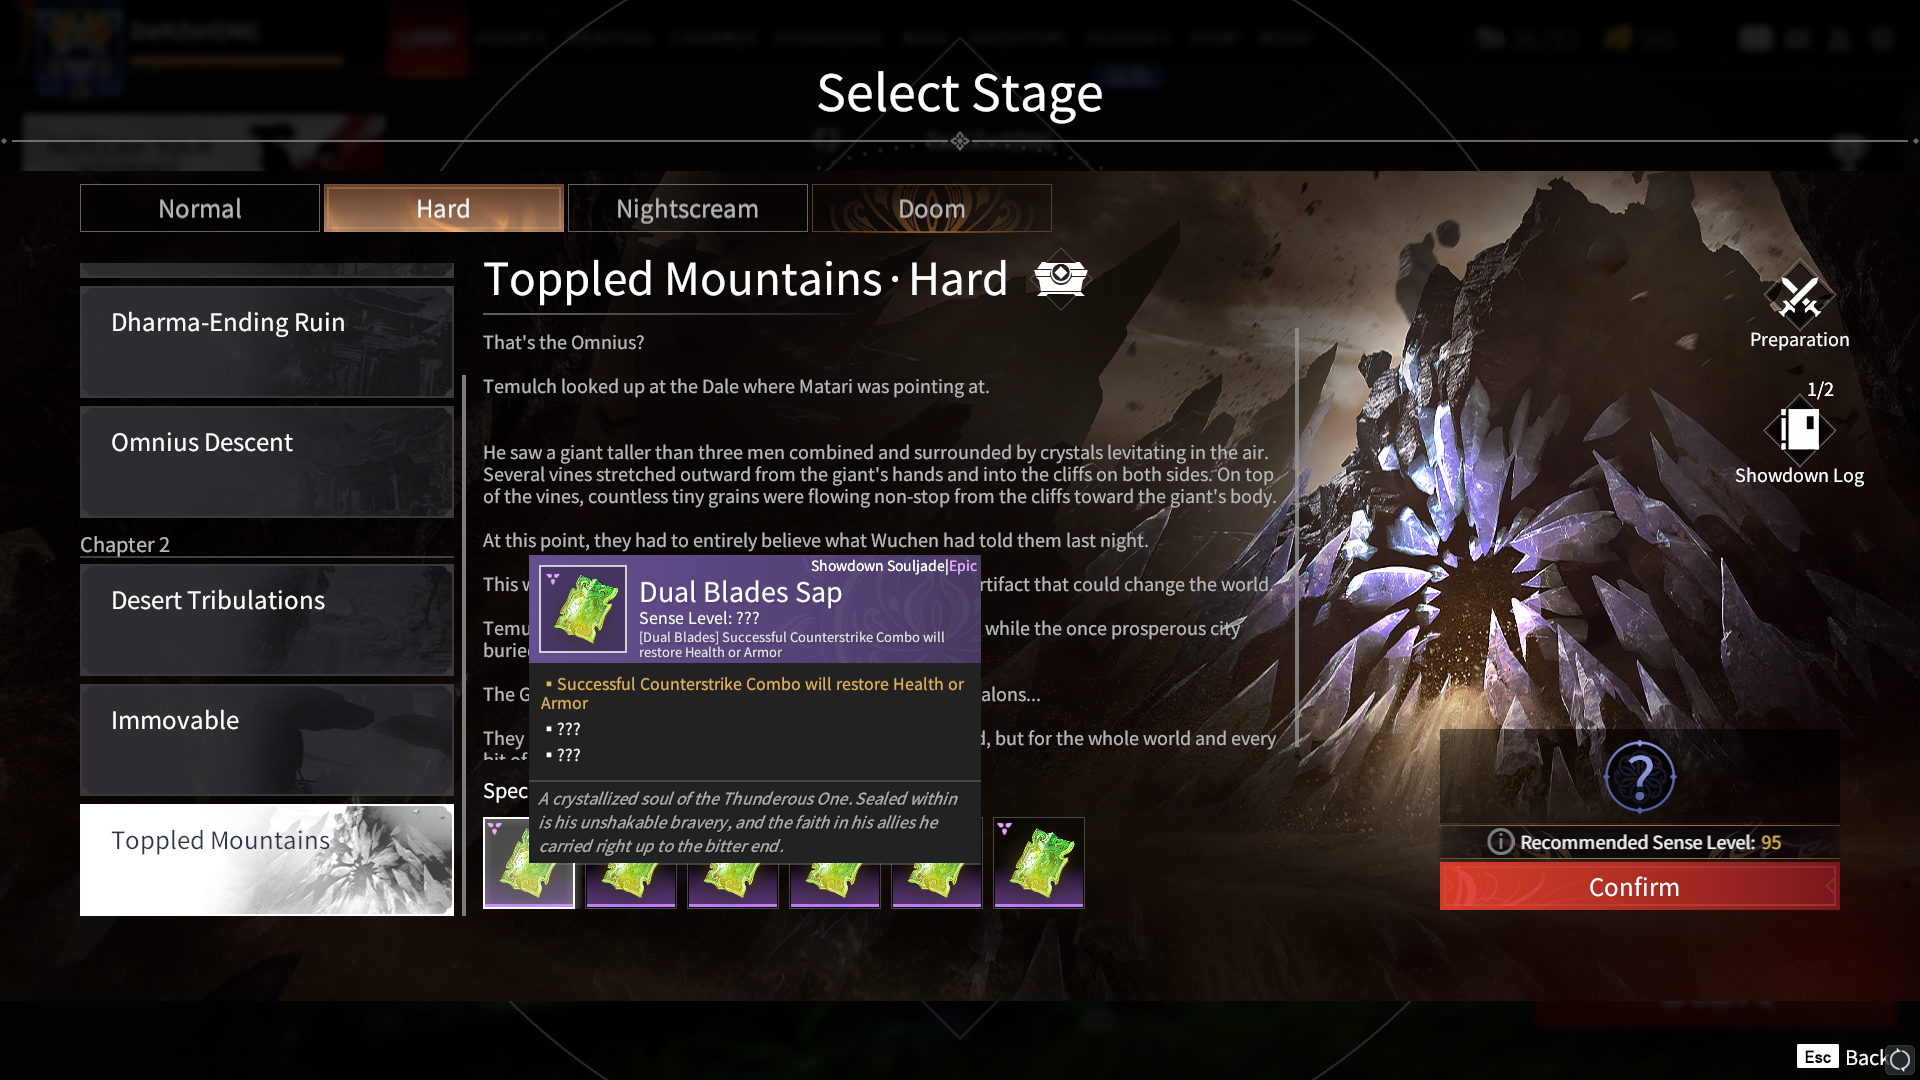 Select Stage
Normal
Hard
Nightscream
Doom
Dharma-Ending Ruin
Omnius Descent
Chapter 2
Desert Tribulations
Immovable
Toppled Mountains
Toppled Mountains · Hard
That's the Omnius?
Temulch looked up at the Dale where Matari was pointing at.
He saw a giant taller than three men combined and surrounded by crystals levitating in the air.
Several vines stretched outward from the giant's hands and into the cliffs on both sides. On top
of the vines, countless tiny grains were flowing non-stop from the cliffs toward the giant's body.
At this point, they had to entirely believe what Wuchen had told them last night.
This
while the once prosperous city
The
They
, but for the whole world and every
Showdown Souljade|Epic
Dual Blades Sap
Sense Level: ???
[Dual Blades] Successful Counterstrike Combo will
restore Health or Armor
▪ Successful Counterstrike Combo will restore Health or
Armor
▪ ???
▪ ???
A crystallized soul of the Thunderous One. Sealed within
is his unshakable bravery, and the faith in his allies he
carried right up to the bitter end.
Preparation
1/2
Showdown Log
?
Recommended Sense Level: 95
Confirm
Esc Back